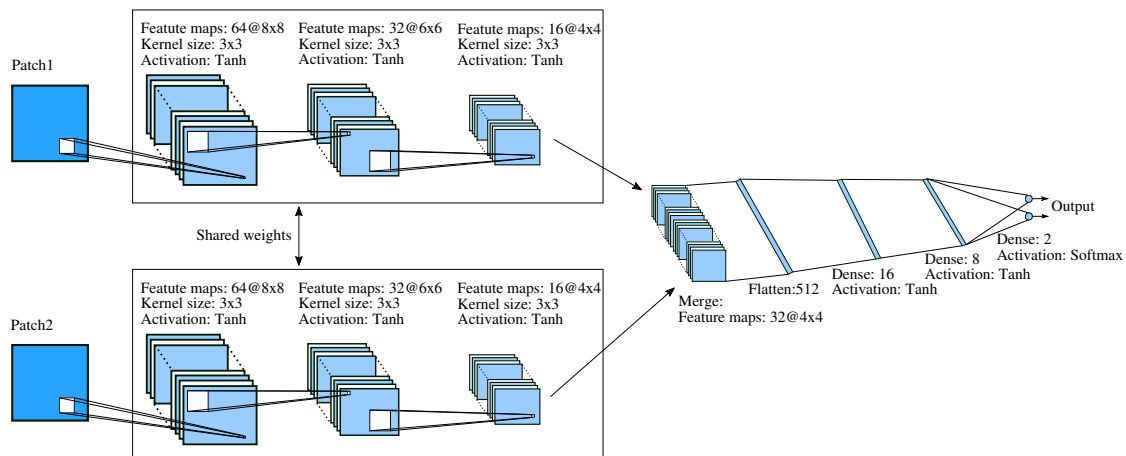 Featute maps: 64@8x8
Kernel size: 3x3
Activation: Tanh
Featute maps: 32@6x6
Kernel size: 3x3
Activation: Tanh
Featute maps: 16@4x4
Kernel size: 3x3
Activation: Tanh
Patch1
Shared weights
Output
Dense: 2
Activation: Softmax
Dense: 8
Activation: Tanh
Dense: 16
Activation: Tanh
Flatten:512
Merge:
Feature maps: 32@4x4
Featute maps: 64@8x8
Kernel size: 3x3
Activation: Tanh
Featute maps: 32@6x6
Kernel size: 3x3
Activation: Tanh
Featute maps: 16@4x4
Kernel size: 3x3
Activation: Tanh
Patch2